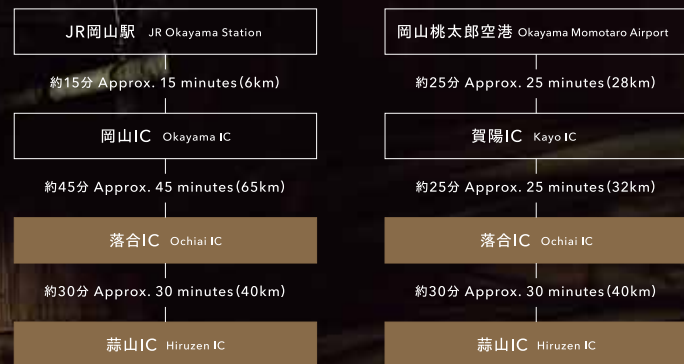 JR岡山駅 JR Okayama Station
約15分 Approx. 15 minutes(6km)
岡山IC Okayama IC
約45分 Approx. 45 minutes(65km)
落合IC Ochiai IC
約30分 Approx. 30 minutes(40km)
蒜山IC Hiruzen IC
岡山桃太郎空港 Okayama Momotaro Airport
約25分 Approx. 25 minutes(28km)
賀陽IC Kayo IC
約25分 Approx. 25 minutes(32km)
落合IC Ochiai IC
約30分 Approx. 30 minutes(40km)
蒜山IC Hiruzen IC